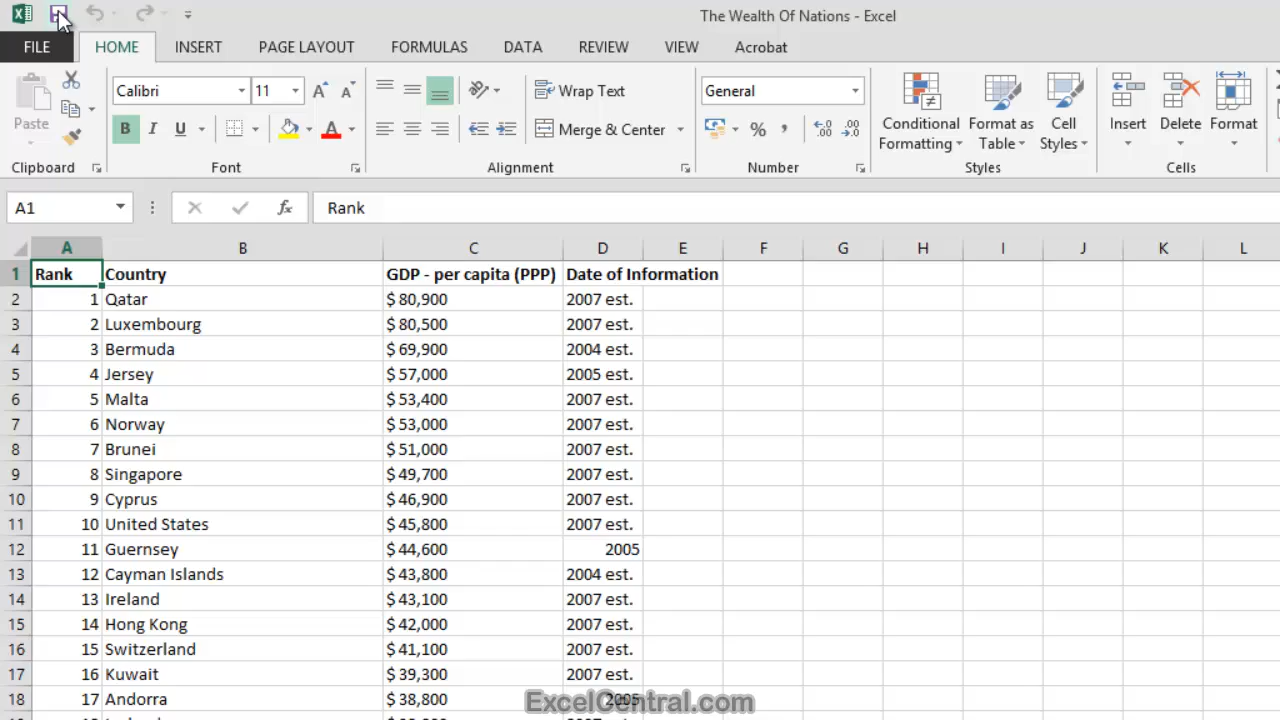 The Wealth Of Nations - Excel
FILE HOME INSERT PAGE LAYOUT FORMULAS DATA REVIEW VIEW Acrobat
Calibri 11 Wrap Text General
Paste B I U Merge & Center % , Conditional Formatting Format as Table Cell Styles Insert Delete Format
Clipboard Font Alignment Number Styles Cells
A1 fx Rank
A B C D E F G H I J K L
1 Rank Country GDP - per capita (PPP) Date of Information
2 1 Qatar $ 80,900 2007 est.
3 2 Luxembourg $ 80,500 2007 est.
4 3 Bermuda $ 69,900 2004 est.
5 4 Jersey $ 57,000 2005 est.
6 5 Malta $ 53,400 2007 est.
7 6 Norway $ 53,000 2007 est.
8 7 Brunei $ 51,000 2007 est.
9 8 Singapore $ 49,700 2007 est.
10 9 Cyprus $ 46,900 2007 est.
11 10 United States $ 45,800 2007 est.
12 11 Guernsey $ 44,600 2005
13 12 Cayman Islands $ 43,800 2004 est.
14 13 Ireland $ 43,100 2007 est.
15 14 Hong Kong $ 42,000 2007 est.
16 15 Switzerland $ 41,100 2007 est.
17 16 Kuwait $ 39,300 2007 est.
18 17 Andorra $ 38,800 2005
ExcelCentral.com